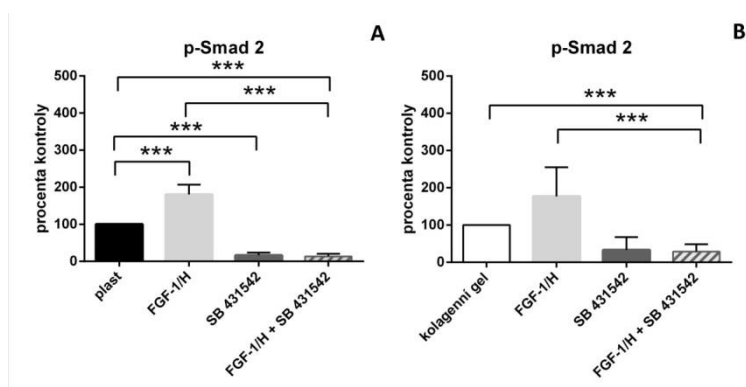 A
p-Smad 2
500
***
400
***
300
***
200
***
100
0
procenta kontroly
plast
FGF-1/H
SB 431542
FGF-1/H + SB 431542
B
p-Smad 2
500
***
400
***
300
200
100
0
procenta kontroly
kolagenní gel
FGF-1/H
SB 431542
FGF-1/H + SB 431542